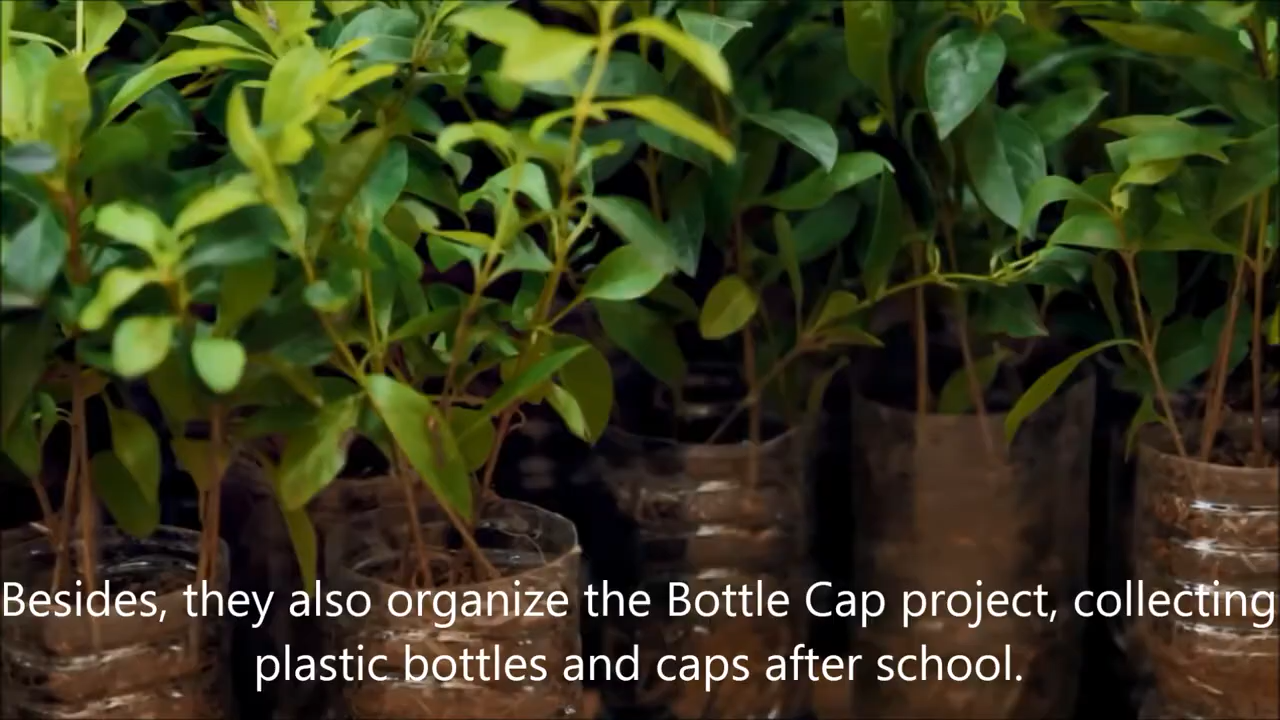 Besides, they also organize the Bottle Cap project, collecting
plastic bottles and caps after school.